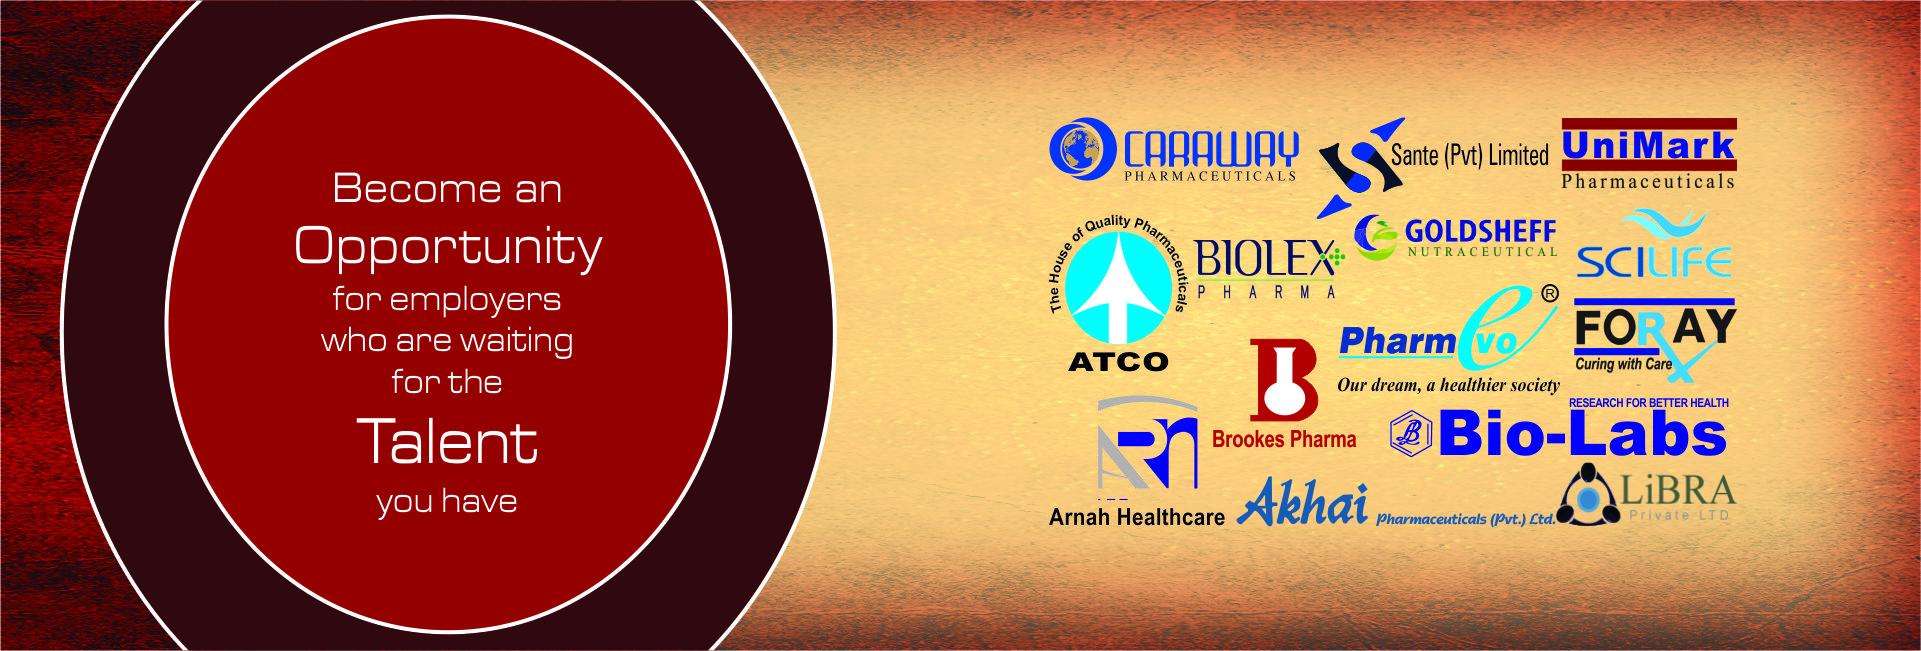 Become an
Opportunity
for employers
who are waiting
for the
Talent
you have
CARAWAY
PHARMACEUTICALS
Sante (Pvt) Limited
UniMark
Pharmaceuticals
The House of Quality Pharmaceuticals
ATCO
BIOLEX
PHARMA
GOLDSHEFF
NUTRACEUTICAL
SCILIFE
PharmEvo ®
Our dream, a healthier society
FORAY
Curing with Care
Brookes Pharma
RESEARCH FOR BETTER HEALTH
Bio-Labs
Arnah Healthcare
Akhai
Pharmaceuticals (Pvt.) Ltd.
LiBRA
Private LTD